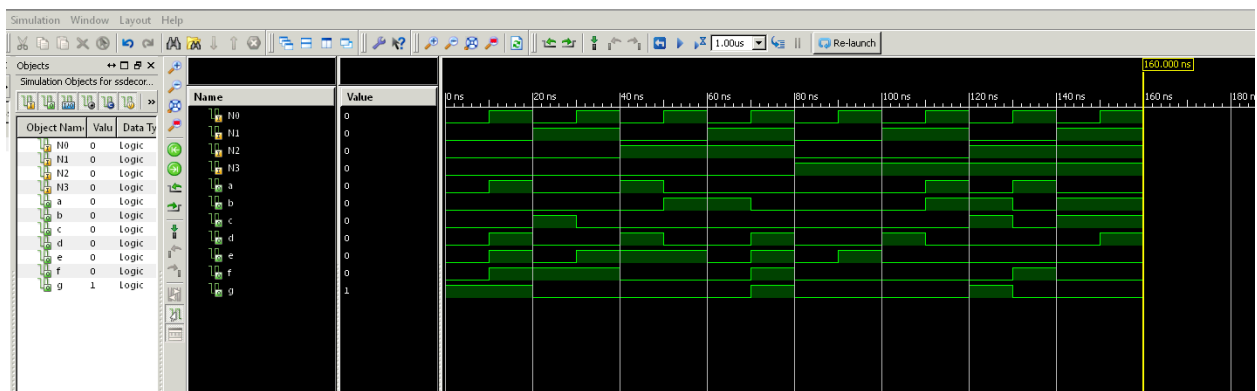 Simulation Window Layout Help
1.00us Re-launch
Objects
Simulation Objects for ssdecor...
Object Nam Valu Data Ty
N0 0 Logic
N1 0 Logic
N2 0 Logic
N3 0 Logic
a 0 Logic
b 0 Logic
c 0 Logic
d 0 Logic
e 0 Logic
f 0 Logic
g 1 Logic
Name Value
N0 0
N1 0
N2 0
N3 0
a 0
b 0
c 0
d 0
e 0
f 0
g 1
160.000 ns
0 ns 20 ns 40 ns 60 ns 80 ns 100 ns 120 ns 140 ns 160 ns 180 n